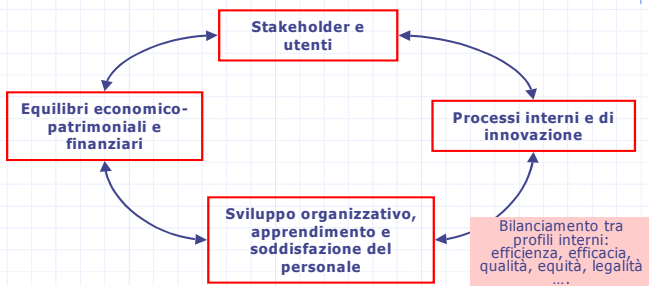 Stakeholder e
utenti
Equilibri economico-
patrimoniali e
finanziari
Processi interni e di
innovazione
Sviluppo organizzativo,
apprendimento e
soddisfazione del
personale
Bilanciamento tra
profili interni:
efficienza, efficacia,
qualità, equità, legalità
....